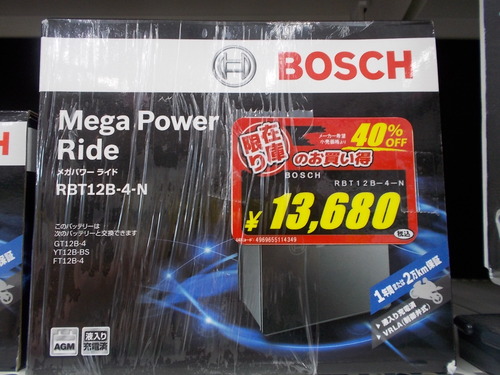 BOSCH
Mega Power
Ride
メガパワー ライド
RBT12B-4-N
このバッテリーは
次のバッテリーと交換できます
GT12B-4
YT12B-BS
FT12B-4
AGM
液入り
充電済
在庫
限り
のお買い得
メーカー希望
小売価格より
40%
OFF
BOSCH
RBT12B-4-N
¥13,680
税込
4969655114349
1年間または2万km保証
液入り充電済
VRLA(制御弁式)
H